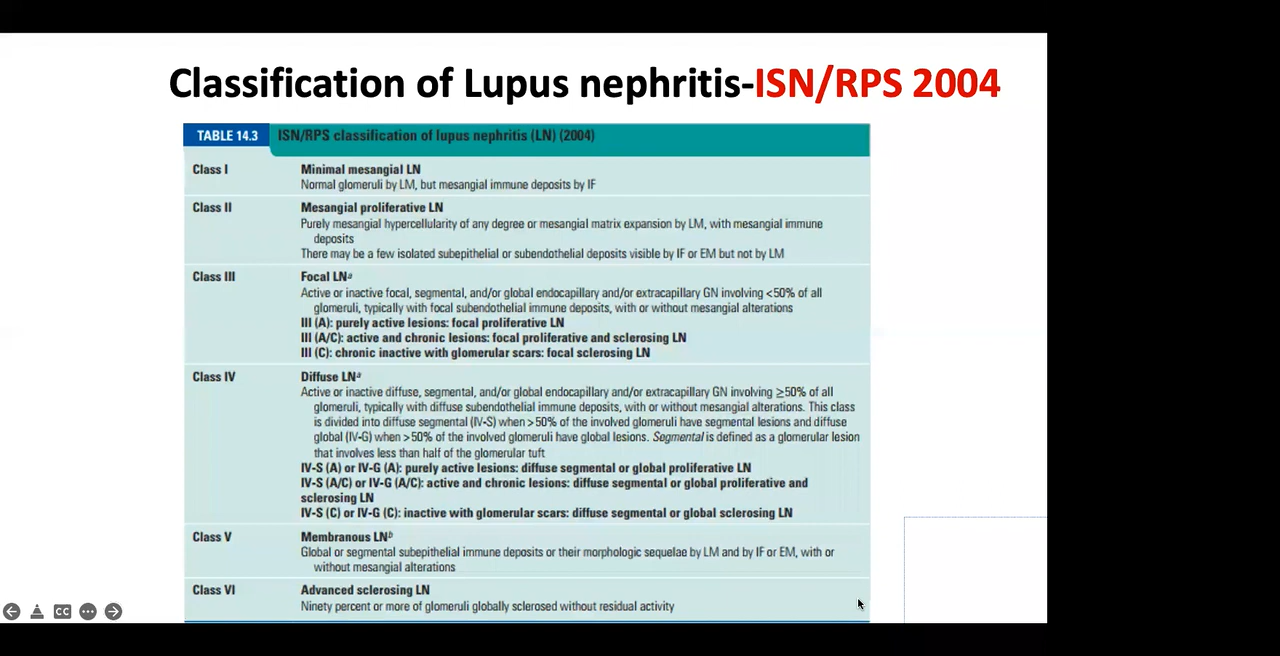 Classification of Lupus nephritis-ISN/RPS 2004
TABLE 14.3 ISN/RPS classification of lupus nephritis (LN) (2004)
Class I Minimal mesangial LN
Normal glomeruli by LM, but mesangial immune deposits by IF
Class II Mesangial proliferative LN
Purely mesangial hypercellularity of any degree or mesangial matrix expansion by LM, with mesangial immune
deposits
There may be a few isolated subepithelial or subendothelial deposits visible by IF or EM but not by LM
Class III Focal LNa
Active or inactive focal, segmental, and/or global endocapillary and/or extracapillary GN involving <50% of all
glomeruli, typically with focal subendothelial immune deposits, with or without mesangial alterations
III (A): purely active lesions: focal proliferative LN
III (A/C): active and chronic lesions: focal proliferative and sclerosing LN
III (C): chronic inactive with glomerular scars: focal sclerosing LN
Class IV Diffuse LNa
Active or inactive diffuse, segmental, and/or global endocapillary and/or extracapillary GN involving ≥50% of all
glomeruli, typically with diffuse subendothelial immune deposits, with or without mesangial alterations. This class
is divided into diffuse segmental (IV-S) when >50% of the involved glomeruli have segmental lesions and diffuse
global (IV-G) when >50% of the involved glomeruli have global lesions. Segmental is defined as a glomerular lesion
that involves less than half of the glomerular tuft
IV-S (A) or IV-G (A): purely active lesions: diffuse segmental or global proliferative LN
IV-S (A/C) or IV-G (A/C): active and chronic lesions: diffuse segmental or global proliferative and
sclerosing LN
IV-S (C) or IV-G (C): inactive with glomerular scars: diffuse segmental or global sclerosing LN
Class V Membranous LNb
Global or segmental subepithelial immune deposits or their morphologic sequelae by LM and by IF or EM, with or
without mesangial alterations
Class VI Advanced sclerosing LN
Ninety percent or more of glomeruli globally sclerosed without residual activity
CC